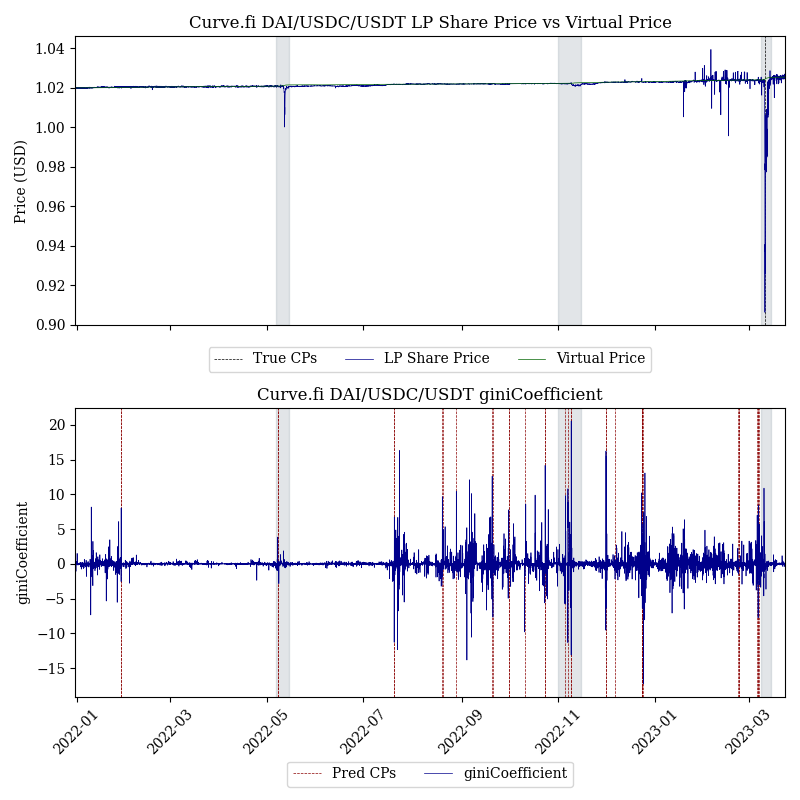 Curve.fi DAI/USDC/USDT LP Share Price vs Virtual Price
1.04
1.02
1.00
0.98
0.96
0.94
0.92
0.90
Price (USD)
True CPs
LP Share Price
Virtual Price
Curve.fi DAI/USDC/USDT giniCoefficient
20
15
10
5
0
−5
−10
−15
giniCoefficient
2022-01
2022-03
2022-05
2022-07
2022-09
2022-11
2023-01
2023-03
Pred CPs
giniCoefficient